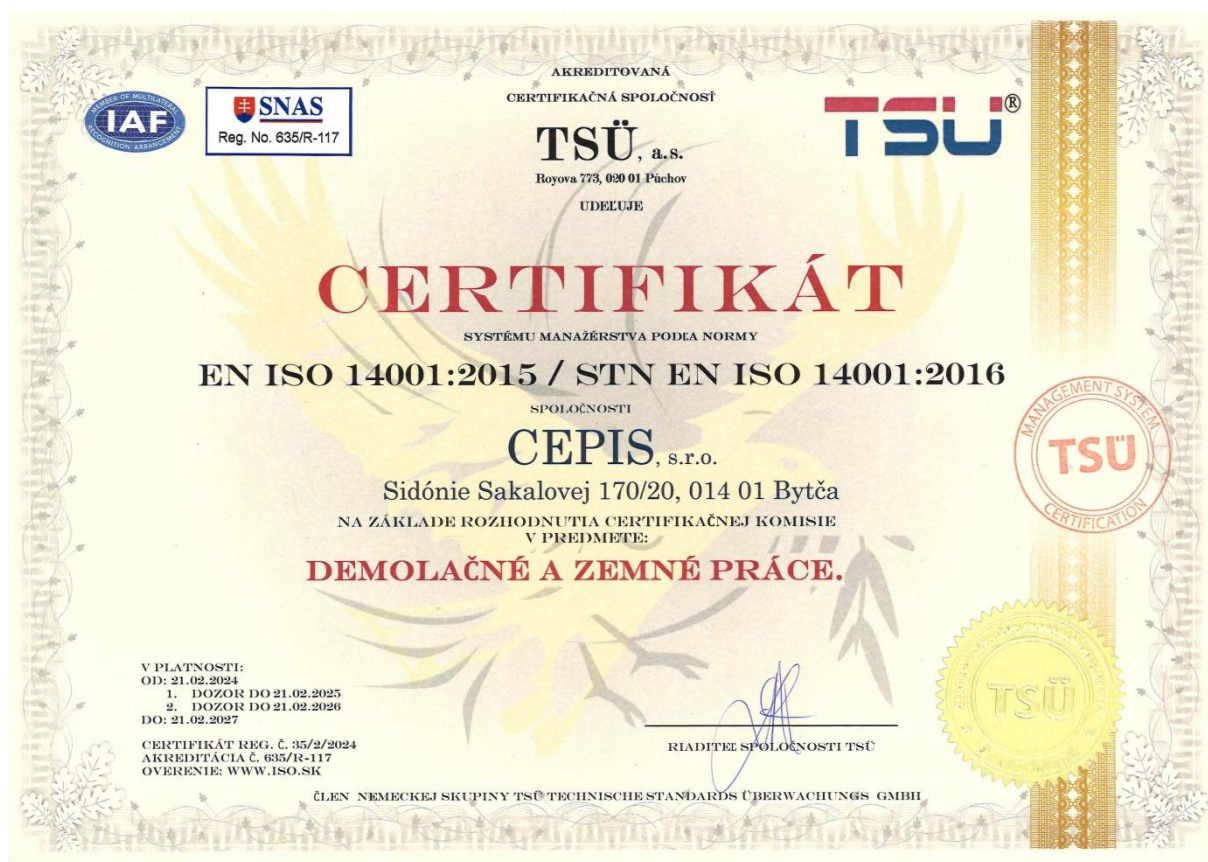 MEMBER OF MULTILATERAL
RECOGNITION ARRANGEMENT
IAF
SNAS
Reg. No. 635/R-117
AKREDITOVANÁ
CERTIFIKAČNÁ SPOLOČNOSŤ
TSÜ, a.s.
Royova 773, 020 01 Púchov
UDEĽUJE
TSÜ®
CERTIFIKÁT
SYSTÉMU MANAŽÉRSTVA PODĽA NORMY
EN ISO 14001:2015 / STN EN ISO 14001:2016
SPOLOČNOSTI
CEPIS, s.r.o.
Sidónie Sakalovej 170/20, 014 01 Bytča
NA ZÁKLADE ROZHODNUTIA CERTIFIKAČNEJ KOMISIE
V PREDMETE:
DEMOLAČNÉ A ZEMNÉ PRÁCE.
MANAGEMENT SYSTEM
TSÜ
CERTIFICATION
V PLATNOSTI:
OD: 21.02.2024
1. DOZOR DO 21.02.2025
2. DOZOR DO 21.02.2026
DO: 21.02.2027
CERTIFIKÁT REG. Č. 35/2/2024
AKREDITÁCIA Č. 635/R-117
OVERENIE: WWW.ISO.SK
RIADITEĽ SPOLOČNOSTI TSÜ
TSÜ
ČLEN NEMECKEJ SKUPINY TSÜ TECHNISCHE STANDARDS ÜBERWACHUNGS GMBH